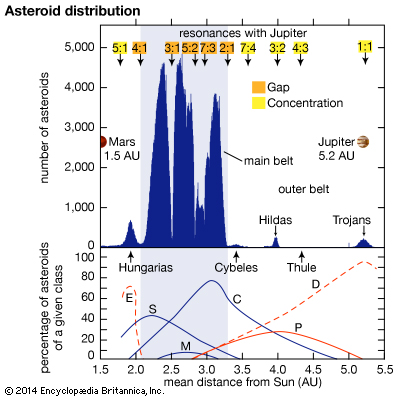 Asteroid distribution
resonances with Jupiter
5:1 4:1 3:1 5:2 7:3 2:1 7:4 3:2 4:3 1:1
5,000
4,000
3,000
2,000
1,000
0
number of asteroids
Gap
Concentration
Mars
1.5 AU
Jupiter
5.2 AU
main belt
outer belt
Hildas
Trojans
Hungarias
Cybeles
Thule
100
80
60
40
20
0
percentage of asteroids
of a given class
E
S
M
C
D
P
1.5 2.0 2.5 3.0 3.5 4.0 4.5 5.0 5.5
mean distance from Sun (AU)
© 2014 Encyclopædia Britannica, Inc.